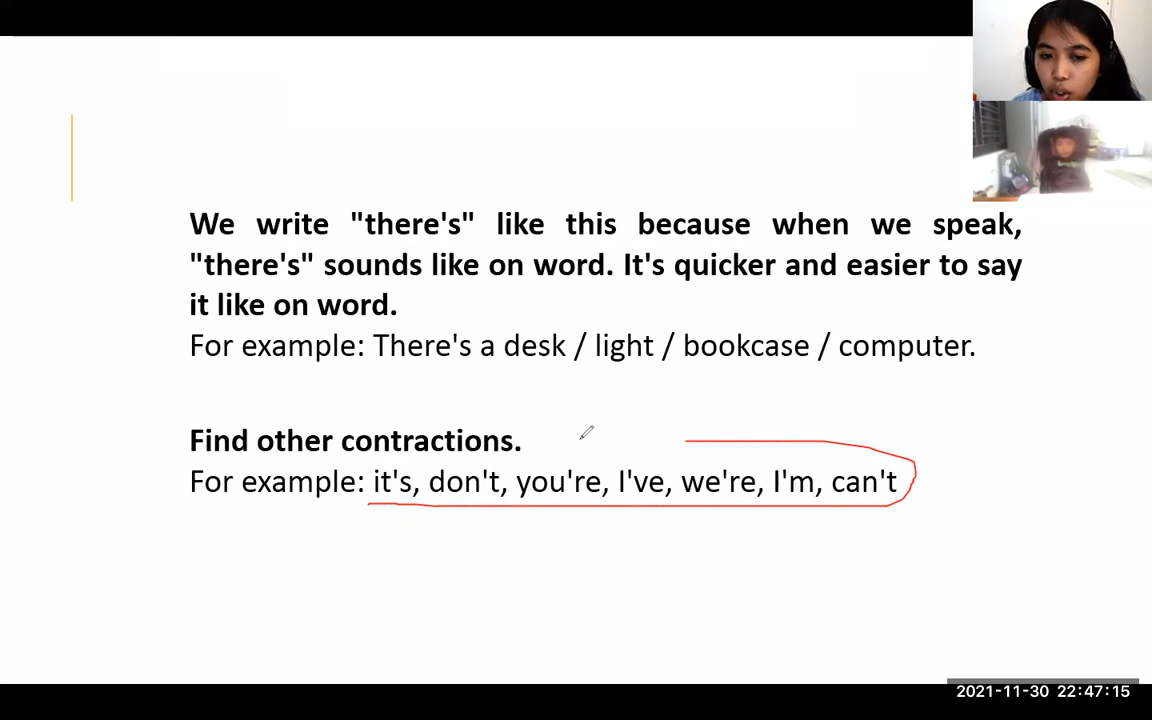 We write "there's" like this because when we speak,
"there's" sounds like on word. It's quicker and easier to say
it like on word.
For example: There's a desk / light / bookcase / computer.
Find other contractions.
For example: it's, don't, you're, I've, we're, I'm, can't
2021-11-30 22:47:15